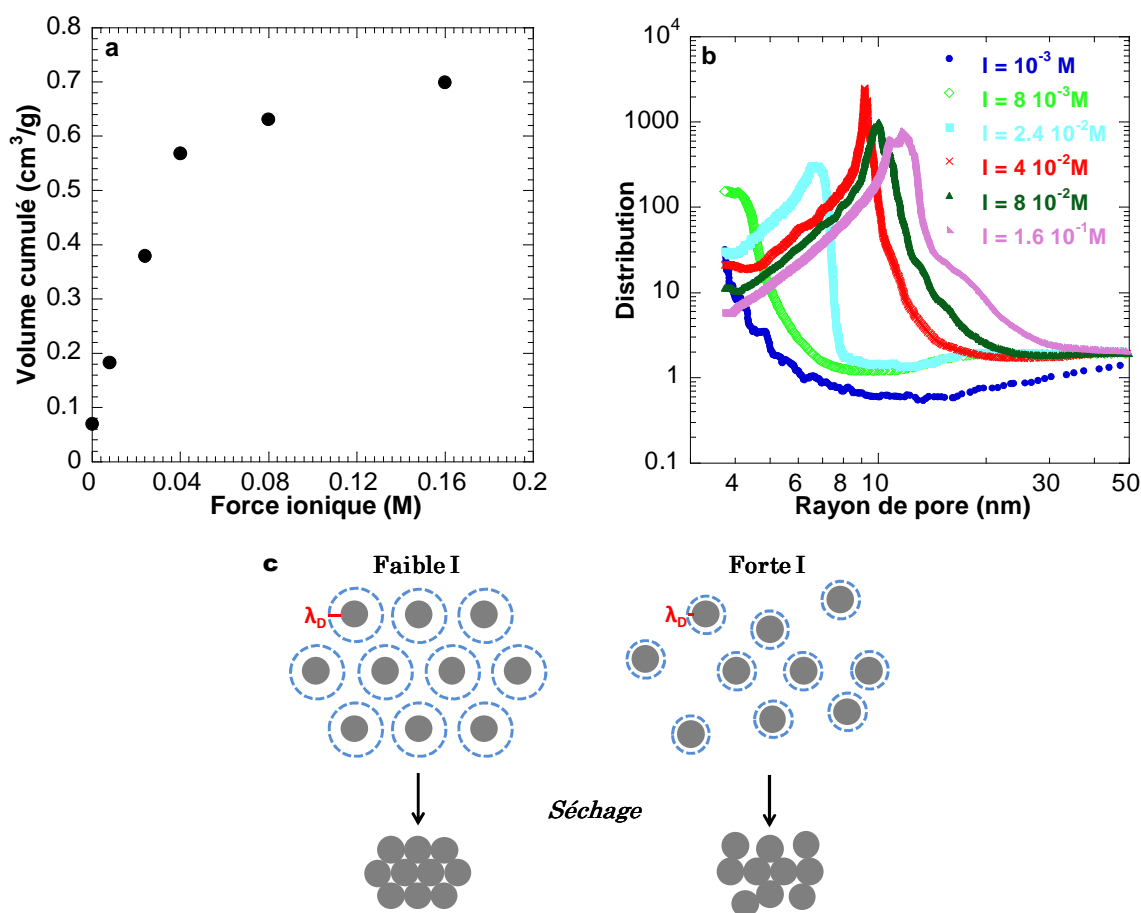 a
0.8
0.7
0.6
0.5
0.4
0.3
0.2
0.1
0
Volume cumulé (cm³/g)
0 0.04 0.08 0.12 0.16 0.2
Force ionique (M)
b
10⁴
1000
100
10
1
0.1
Distribution
I = 10⁻³ M
I = 8 10⁻³M
I = 2.4 10⁻²M
I = 4 10⁻²M
I = 8 10⁻²M
I = 1.6 10⁻¹M
4 6 8 10 30 50
Rayon de pore (nm)
c
Faible I
Forte I
λD
λD
Séchage